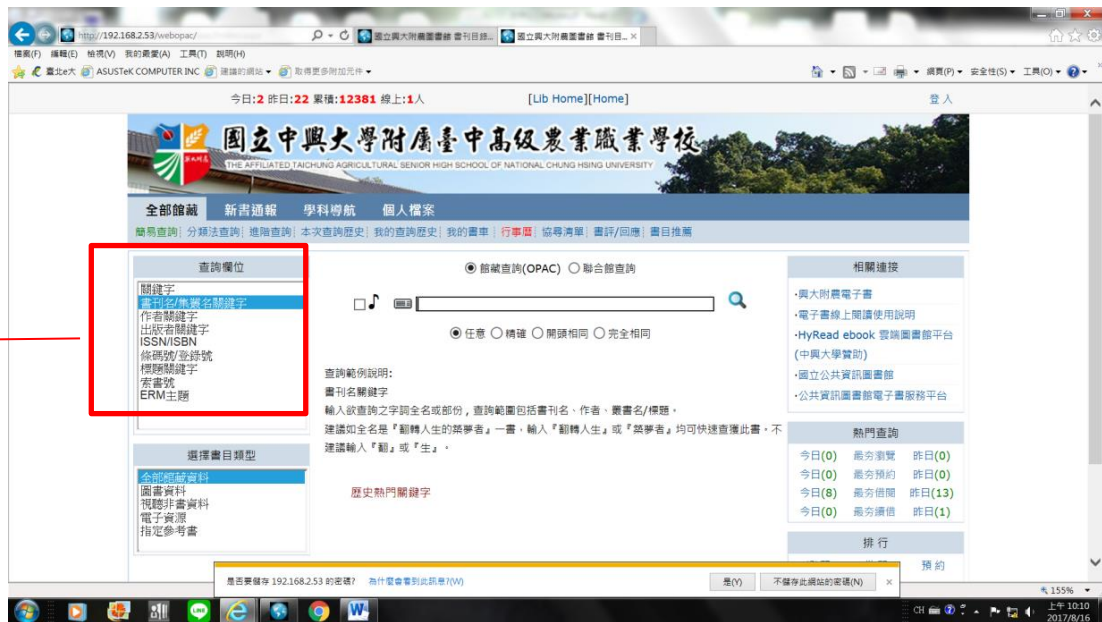 http://192.168.2.53/webopac/
國立興大附農圖書館 書刊目錄...
國立興大附農圖書館 書刊目...
檔案(F) 編輯(E) 檢視(V) 我的最愛(A) 工具(T) 說明(H)
臺北e大 ASUSTeK COMPUTER INC 建議的網站 取得更多附加元件
網頁(P) 安全性(S) 工具(O)
今日:2 昨日:22 累積:12381 線上:1人 [Lib Home][Home] 登入
國立中興大學附屬臺中高級農業職業學校
THE AFFILIATED TAICHUNG AGRICULTURAL SENIOR HIGH SCHOOL OF NATIONAL CHUNG HSING UNIVERSITY
全部館藏 新書通報 學科導航 個人檔案
簡易查詢 分類法查詢 進階查詢 本次查詢歷史 我的查詢歷史 我的書車 行事曆 協尋清單 書評/回應 書目推薦
查詢欄位
關鍵字
書刊名/集叢名關鍵字
作者關鍵字
出版者關鍵字
ISSN/ISBN
條碼號/登錄號
標題關鍵字
索書號
ERM主題
選擇書目類型
全部館藏資料
圖書資料
視聽非書資料
電子資源
指定參考書
館藏查詢(OPAC) 聯合館查詢
任意 精確 開頭相同 完全相同
查詢範例說明:
書刊名關鍵字
輸入欲查詢之字詞全名或部份，查詢範圍包括書刊名、作者、叢書名/標題。
建議如全名是『翻轉人生的築夢者』一書，輸入『翻轉人生』或『築夢者』均可快速查獲此書。不
建議輸入『翻』或『生』。
歷史熱門關鍵字
相關連接
·興大附農電子書
·電子書線上閱讀使用說明
·HyRead ebook 雲端圖書館平台
(中興大學贊助)
·國立公共資訊圖書館
·公共資訊圖書館電子書服務平台
熱門查詢
今日(0) 最夯瀏覽 昨日(0)
今日(0) 最夯預約 昨日(0)
今日(8) 最夯借閱 昨日(13)
今日(0) 最夯續借 昨日(1)
排行
預約
是否要儲存 192.168.2.53 的密碼? 為什麼會看到此訊息?(W) 是(Y) 不儲存此網站的密碼(N)
155%
CH
上午 10:10
2017/8/16